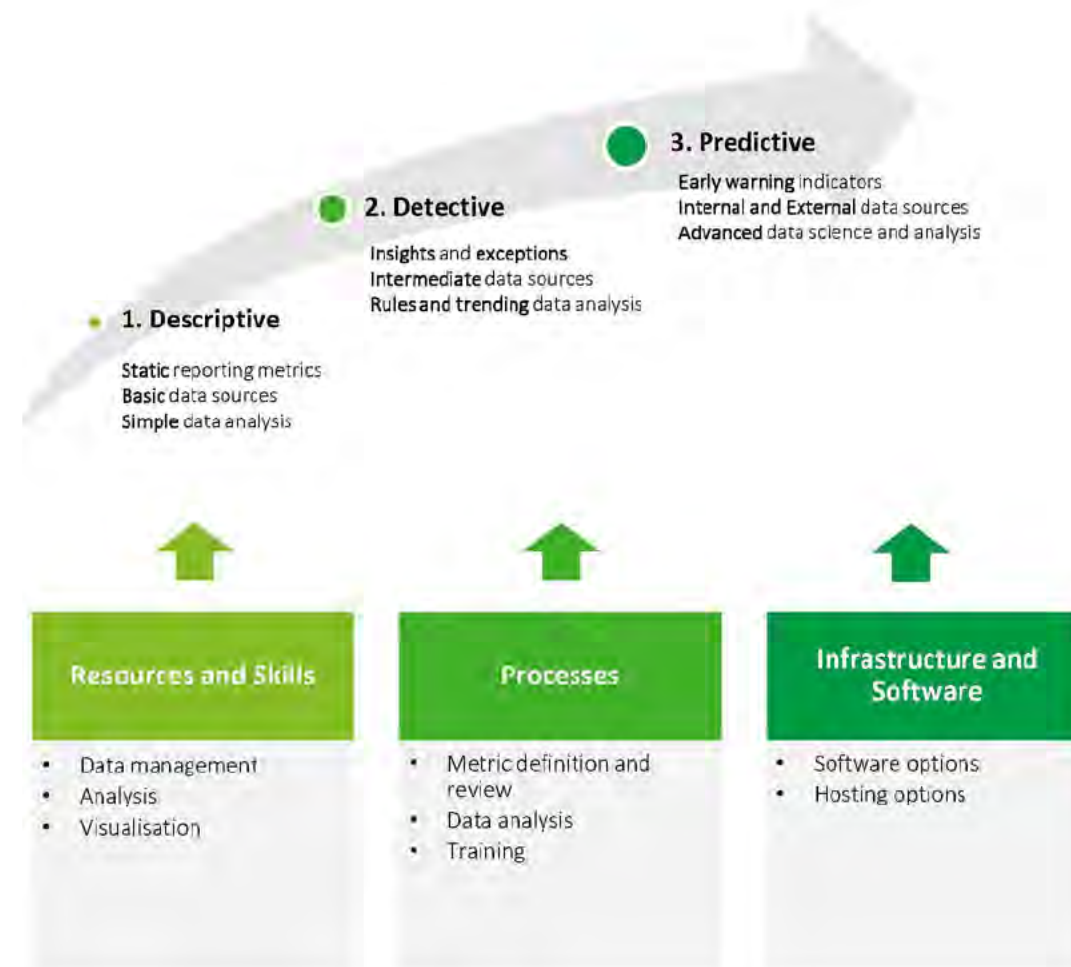 3. Predictive
Early warning indicators
Internal and External data sources
Advanced data science and analysis
2. Detective
Insights and exceptions
Intermediate data sources
Rules and trending data analysis
1. Descriptive
Static reporting metrics
Basic data sources
Simple data analysis
Resources and Skills
• Data management
• Analysis
• Visualisation
Processes
• Metric definition and
review
• Data analysis
• Training
Infrastructure and
Software
• Software options
• Hosting options